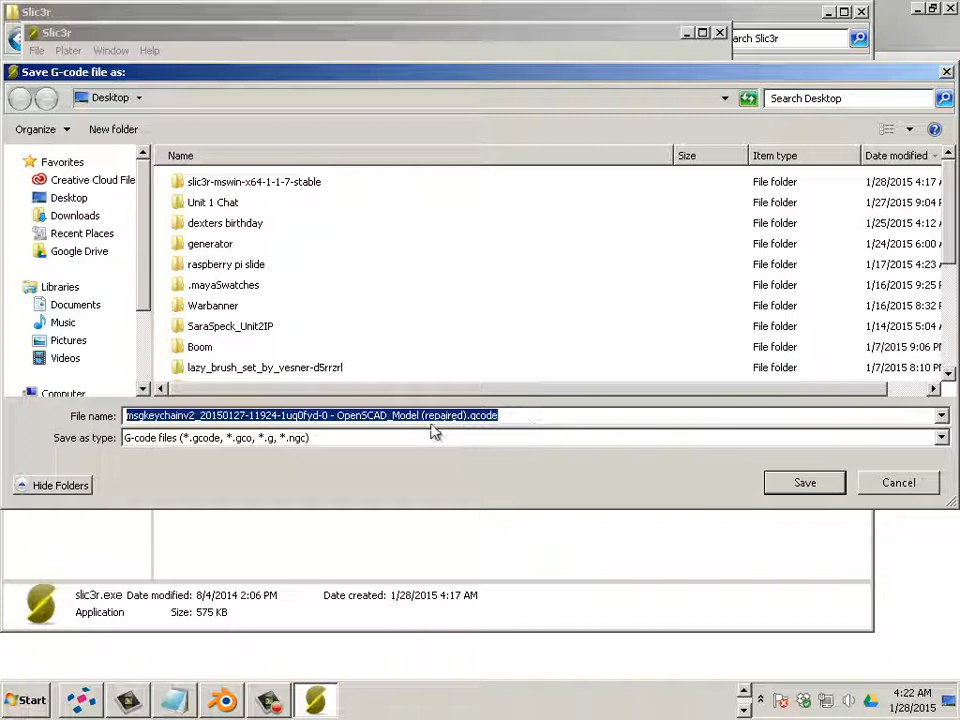 Slic3r
Slic3r
File Plater Window Help
arch Slic3r
Save G-code file as:
Desktop
Search Desktop
Organize New folder
Name Size Item type Date modified
Favorites
Creative Cloud File
Desktop
Downloads
Recent Places
Google Drive
Libraries
Documents
Music
Pictures
Videos
Computer
slic3r-mswin-x64-1-1-7-stable File folder 1/28/2015 4:17
Unit 1 Chat File folder 1/27/2015 9:04
dexters birthday File folder 1/25/2015 4:12
generator File folder 1/24/2015 6:00
raspberry pi slide File folder 1/17/2015 4:23
.mayaSwatches File folder 1/16/2015 9:25
Warbanner File folder 1/16/2015 8:32
SaraSpeck_Unit2IP File folder 1/14/2015 5:04
Boom File folder 1/7/2015 9:06 PM
lazy_brush_set_by_vesner-d5rrzrl File folder 1/7/2015 8:10
File name: msgkeychainv2_20150127-11924-1uq0fyd-0 - OpenSCAD_Model (repaired).gcode
Save as type: G-code files (*.gcode, *.gco, *.g, *.ngc)
Hide Folders
Save Cancel
slic3r.exe Date modified: 8/4/2014 2:06 PM Date created: 1/28/2015 4:17 AM
Application Size: 575 KB
Start
4:22 AM
1/28/2015